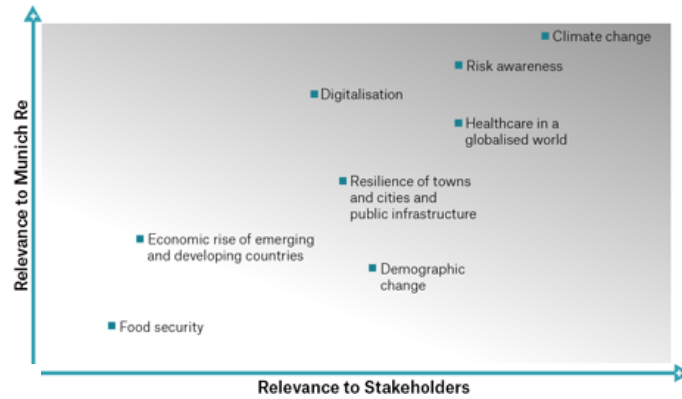 Relevance to Munich Re
Climate change
Risk awareness
Digitalisation
Healthcare in a
globalised world
Resilience of towns
and cities and
public infrastructure
Economic rise of emerging
and developing countries
Demographic
change
Food security
Relevance to Stakeholders